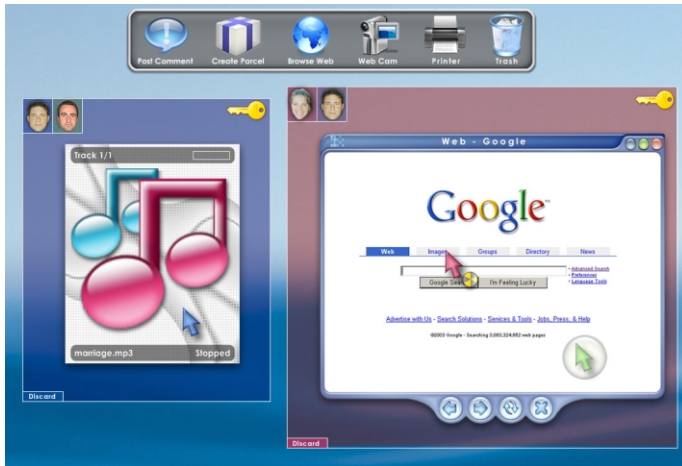 Post Comment Create Parcel Browse Web Web Cam Printer Trash
Track 1/1
marriage.mp3 Stopped
Discard
Web - Google
Google
Web Images Groups Directory News
Advanced Search
Preferences
Language Tools
Google Sea I'm Feeling Lucky
Advertise with Us - Search Solutions - Services & Tools - Jobs, Press, & Help
©2003 Google - Searching 3,083,324,652 web pages
Discard